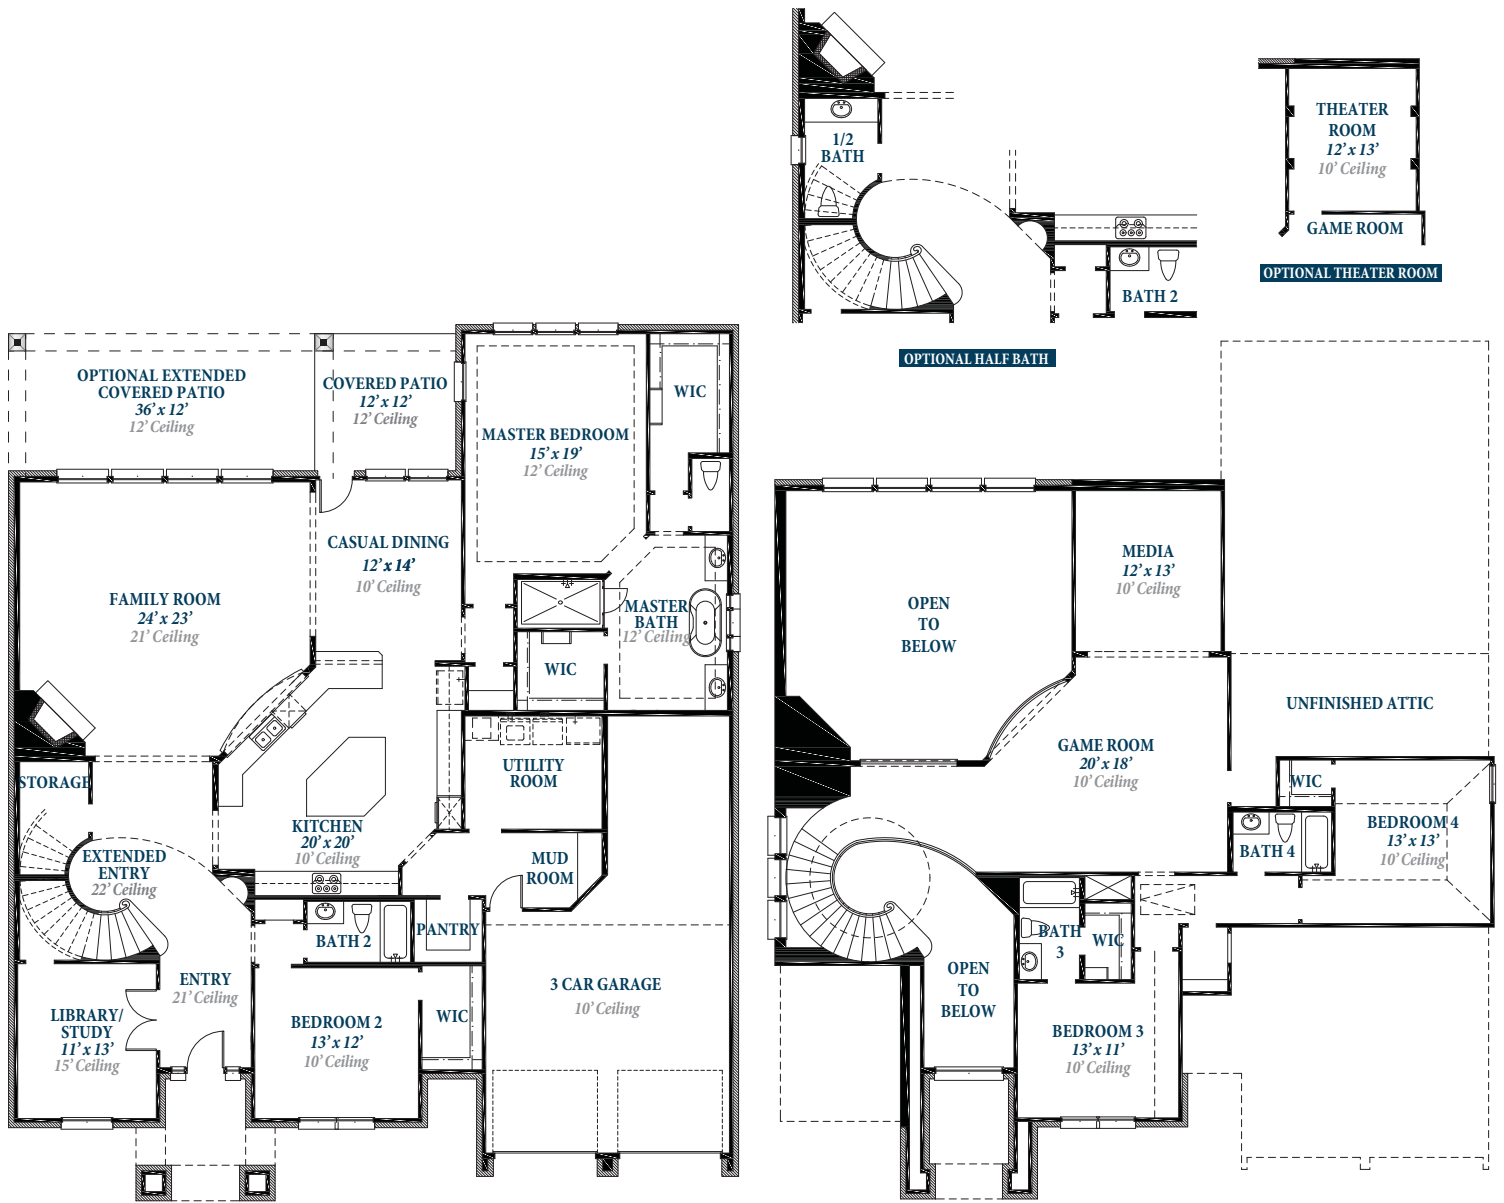 1/2
BATH
BATH 2
OPTIONAL HALF BATH
THEATER
ROOM
12' x 13'
10' Ceiling
GAME ROOM
OPTIONAL THEATER ROOM
OPTIONAL EXTENDED
COVERED PATIO
36' x 12'
12' Ceiling
COVERED PATIO
12' x 12'
12' Ceiling
MASTER BEDROOM
15' x 19'
12' Ceiling
WIC
CASUAL DINING
12' x 14'
10' Ceiling
FAMILY ROOM
24' x 23'
21' Ceiling
MASTER
BATH
12' Ceiling
WIC
STORAGE
UTILITY
ROOM
KITCHEN
20' x 20'
10' Ceiling
EXTENDED
ENTRY
22' Ceiling
MUD
ROOM
BATH 2
PANTRY
ENTRY
21' Ceiling
3 CAR GARAGE
10' Ceiling
LIBRARY/
STUDY
11' x 13'
15' Ceiling
BEDROOM 2
13' x 12'
10' Ceiling
WIC
MEDIA
12' x 13'
10' Ceiling
OPEN
TO
BELOW
UNFINISHED ATTIC
GAME ROOM
20' x 18'
10' Ceiling
WIC
BEDROOM 4
13' x 13'
10' Ceiling
BATH 4
BATH
3
WIC
OPEN
TO
BELOW
BEDROOM 3
13' x 11'
10' Ceiling